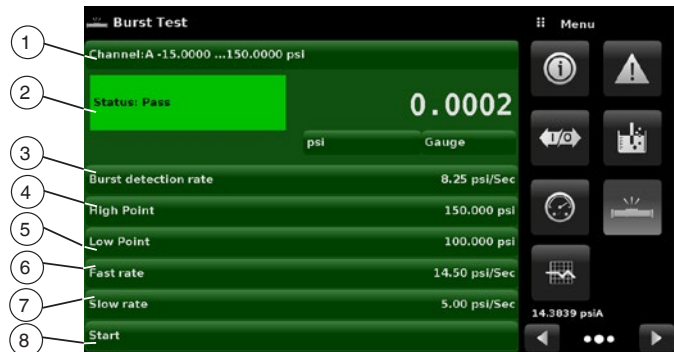 Burst Test
Menu
1
Channel:A -15.0000 ...150.0000 psi
2
Status: Pass
0.0002
psi
Gauge
3
Burst detection rate 8.25 psi/Sec
4
High Point 150.000 psi
5
Low Point 100.000 psi
6
Fast rate 14.50 psi/Sec
7
Slow rate 5.00 psi/Sec
8
Start
I/O
14.3839 psiA